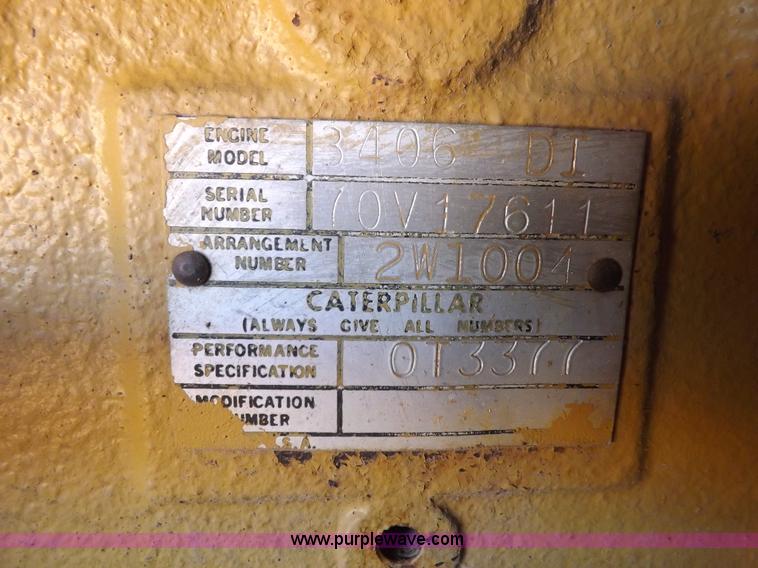 ENGINE MODEL 3406 DI
SERIAL NUMBER 70V17611
ARRANGEMENT NUMBER 2W1004
CATERPILLAR
(ALWAYS GIVE ALL NUMBERS)
PERFORMANCE SPECIFICATION 0T3377
MODIFICATION NUMBER
S.A.
www.purplewave.com